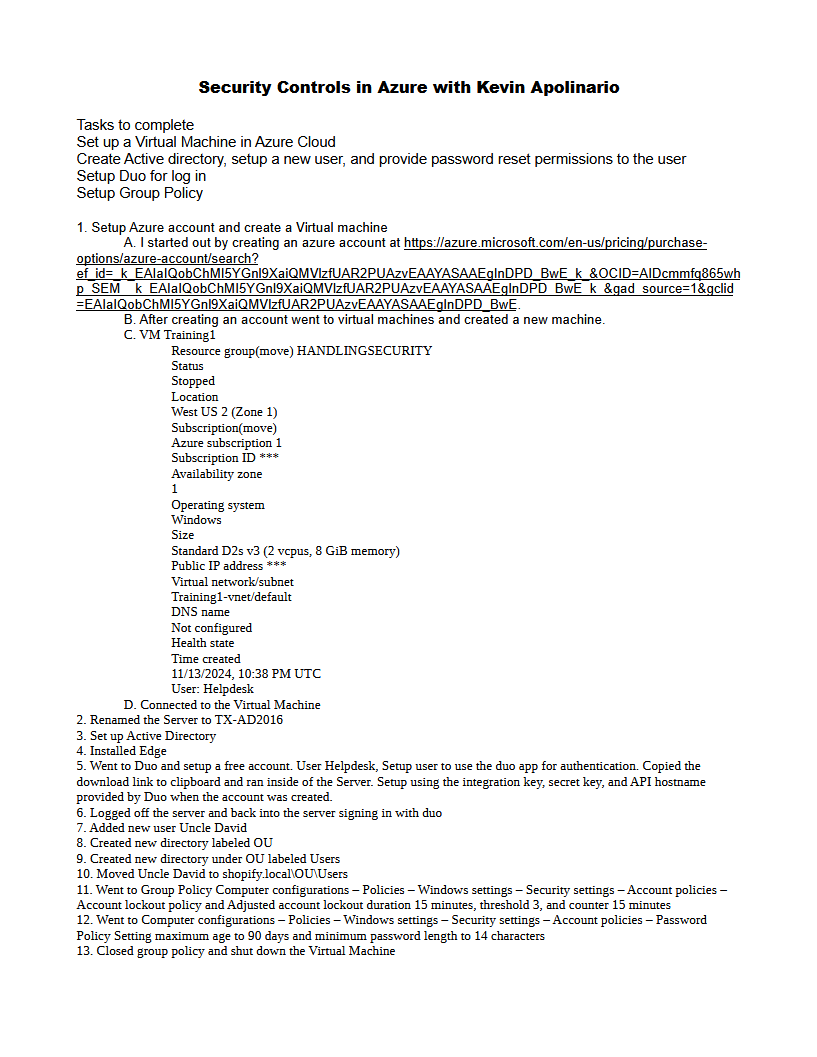 Security Controls in Azure with Kevin Apolinario
Tasks to complete
Set up a Virtual Machine in Azure Cloud
Create Active directory, setup a new user, and provide password reset permissions to the user
Setup Duo for log in
Setup Group Policy
1. Setup Azure account and create a Virtual machine
A. I started out by creating an azure account at https://azure.microsoft.com/en-us/pricing/purchase-
options/azure-account/search?
ef_id=_k_EAIaIQobChMI5YGnl9XaiQMVIzfUAR2PUAzvEAAYASAAEgInDPD_BwE_k_&OCID=AIDcmmfq865wh
p_SEM__k_EAIaIQobChMI5YGnl9XaiQMVIzfUAR2PUAzvEAAYASAAEgInDPD_BwE_k_&gad_source=1&gclid
=EAIaIQobChMI5YGnl9XaiQMVIzfUAR2PUAzvEAAYASAAEgInDPD_BwE.
B. After creating an account went to virtual machines and created a new machine.
C. VM Training1
Resource group(move) HANDLINGSECURITY
Status
Stopped
Location
West US 2 (Zone 1)
Subscription(move)
Azure subscription 1
Subscription ID ***
Availability zone
1
Operating system
Windows
Size
Standard D2s v3 (2 vcpus, 8 GiB memory)
Public IP address ***
Virtual network/subnet
Training1-vnet/default
DNS name
Not configured
Health state
Time created
11/13/2024, 10:38 PM UTC
User: Helpdesk
D. Connected to the Virtual Machine
2. Renamed the Server to TX-AD2016
3. Set up Active Directory
4. Installed Edge
5. Went to Duo and setup a free account. User Helpdesk, Setup user to use the duo app for authentication. Copied the
download link to clipboard and ran inside of the Server. Setup using the integration key, secret key, and API hostname
provided by Duo when the account was created.
6. Logged off the server and back into the server signing in with duo
7. Added new user Uncle David
8. Created new directory labeled OU
9. Created new directory under OU labeled Users
10. Moved Uncle David to shopify.local\OU\Users
11. Went to Group Policy Computer configurations – Policies – Windows settings – Security settings – Account policies –
Account lockout policy and Adjusted account lockout duration 15 minutes, threshold 3, and counter 15 minutes
12. Went to Computer configurations – Policies – Windows settings – Security settings – Account policies – Password
Policy Setting maximum age to 90 days and minimum password length to 14 characters
13. Closed group policy and shut down the Virtual Machine